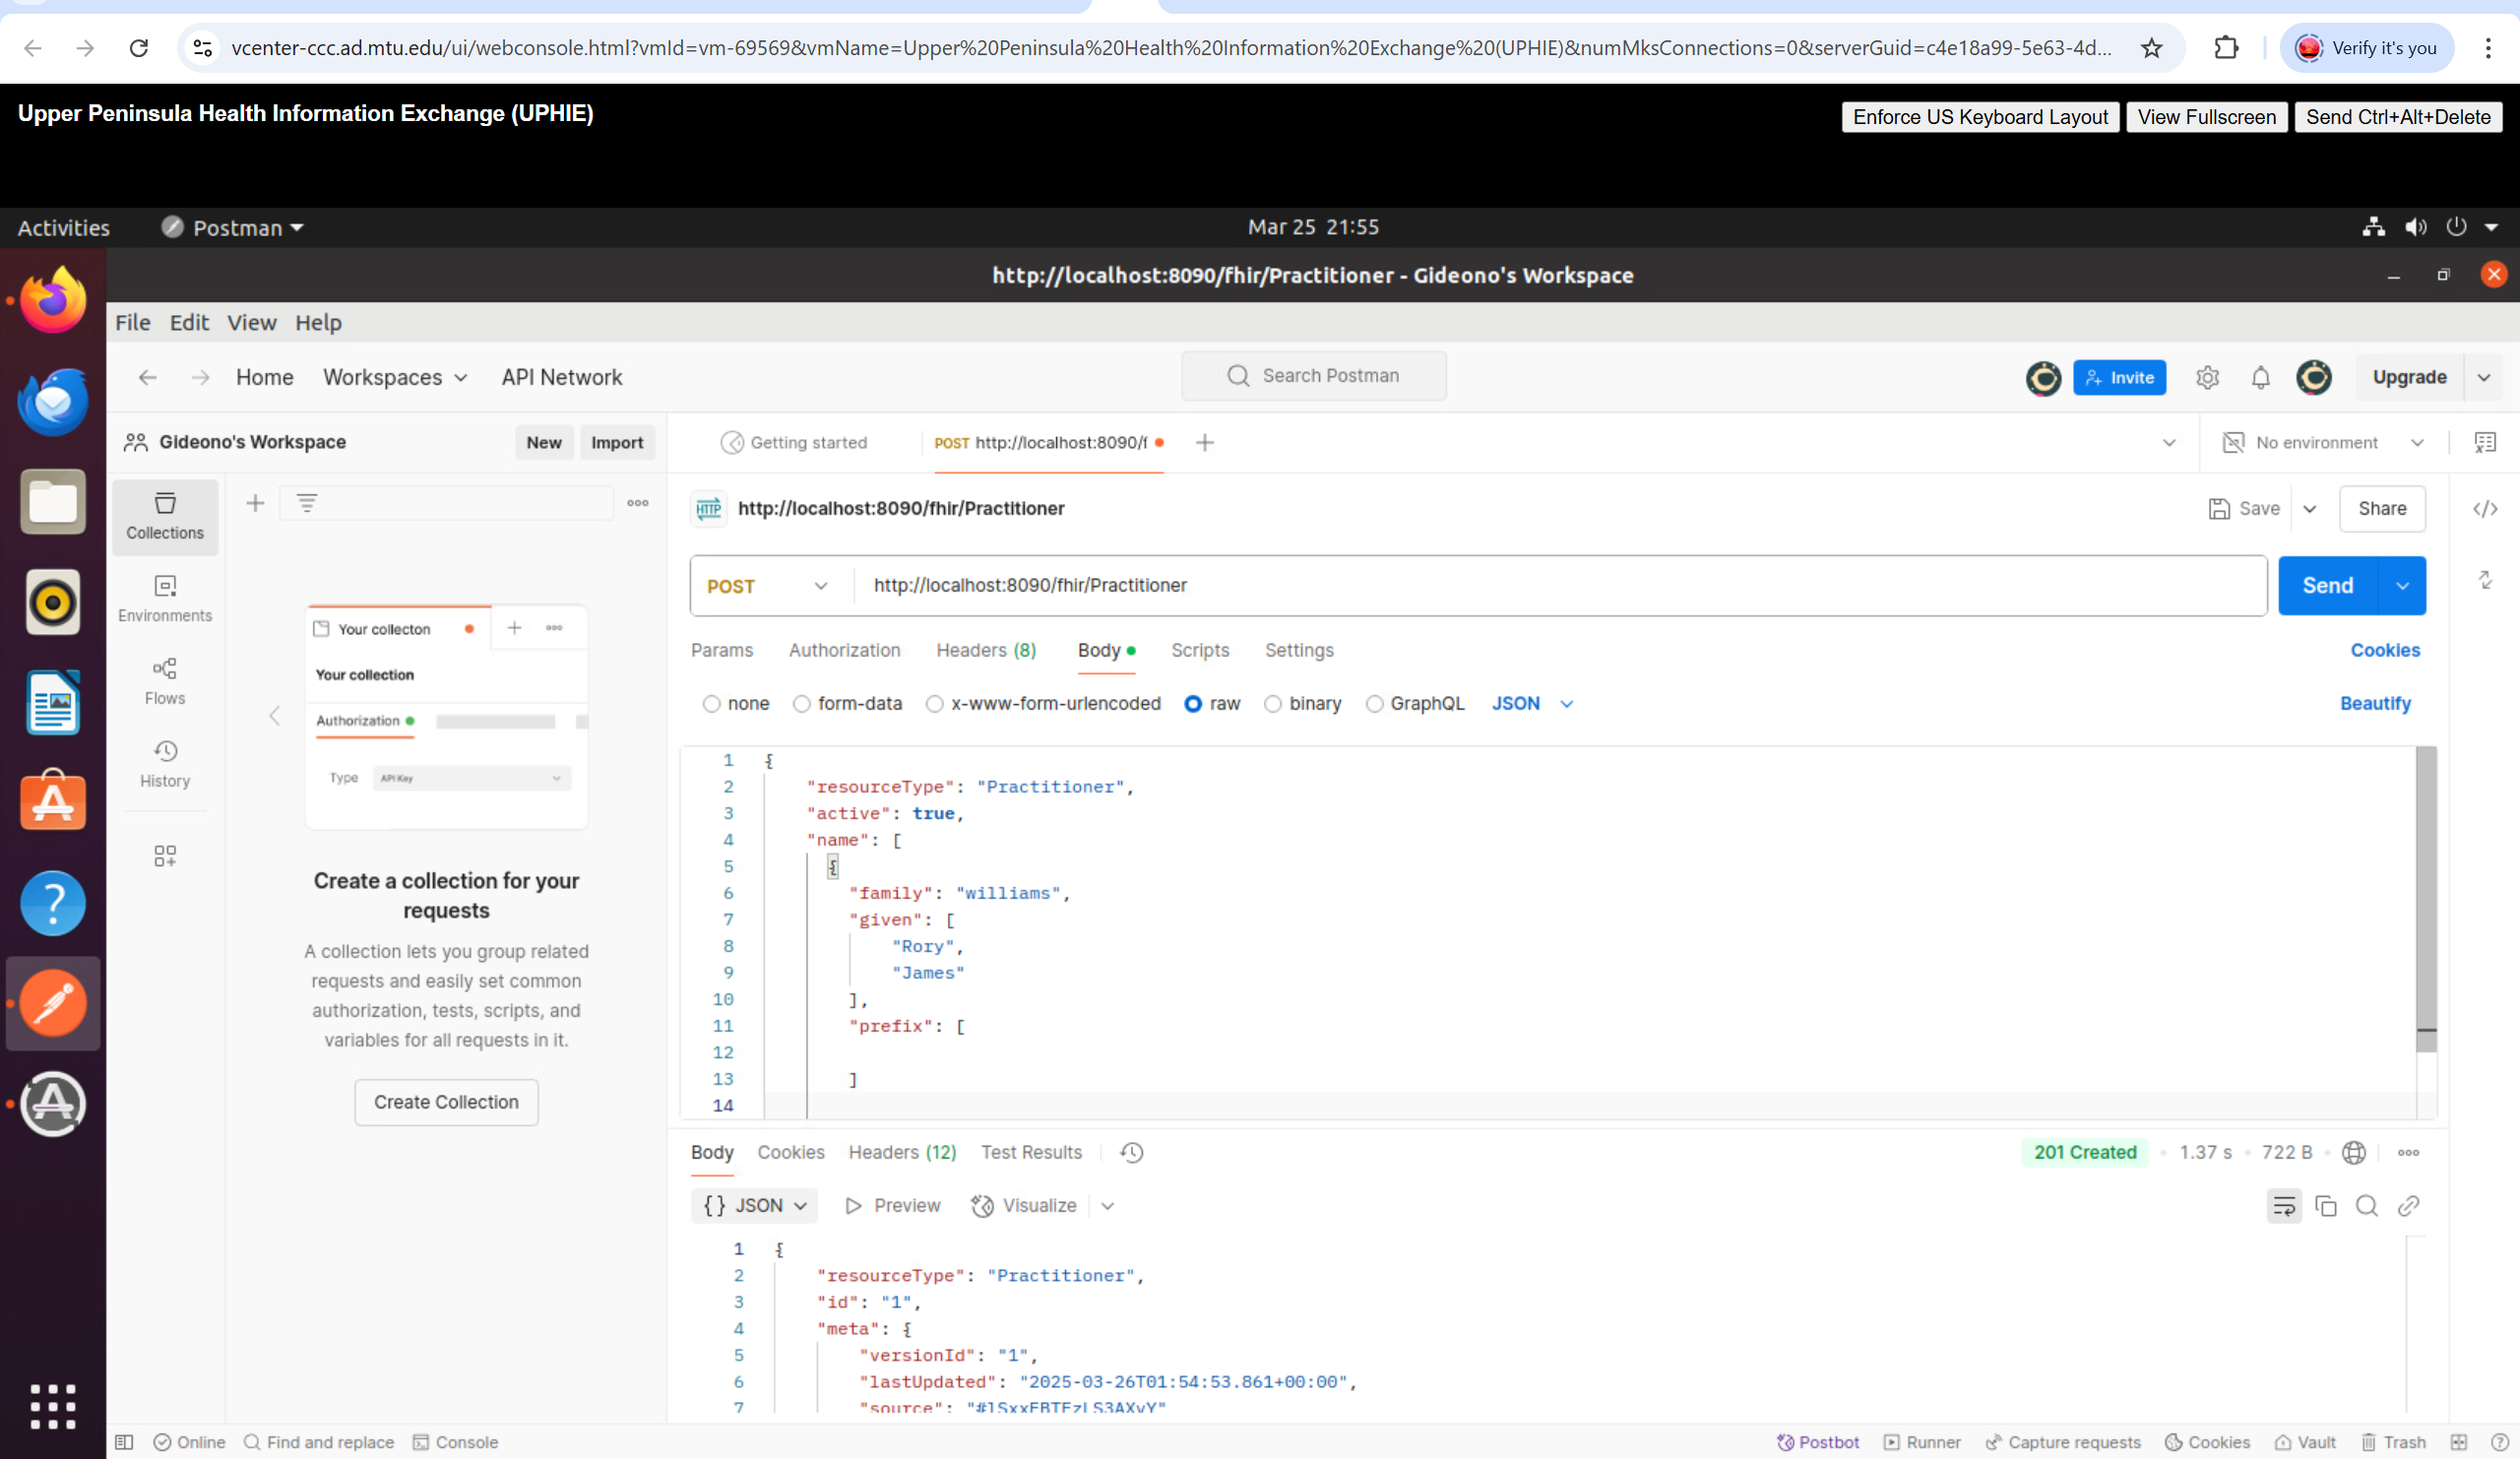 vcenter-ccc.ad.mtu.edu/ui/webconsole.html?vmId=vm-69569&vmName=Upper%20Peninsula%20Health%20Information%20Exchange%20(UPHIE)&numMksConnections=0&serverGuid=c4e18a99-5e63-4d...
Verify it's you
Upper Peninsula Health Information Exchange (UPHIE)
Enforce US Keyboard Layout
View Fullscreen
Send Ctrl+Alt+Delete
Activities
Postman
Mar 25 21:55
http://localhost:8090/fhir/Practitioner - Gideono's Workspace
File Edit View Help
Home
Workspaces
API Network
Search Postman
Invite
Upgrade
Gideono's Workspace
New
Import
Getting started
POST http://localhost:8090/f
No environment
Collections
Environments
Flows
History
Your collecton
Your collection
Authorization
Type
API Key
Create a collection for your
requests
A collection lets you group related
requests and easily set common
authorization, tests, scripts, and
variables for all requests in it.
Create Collection
HTTP
http://localhost:8090/fhir/Practitioner
Save
Share
POST
http://localhost:8090/fhir/Practitioner
Send
Params
Authorization
Headers (8)
Body
Scripts
Settings
Cookies
none
form-data
x-www-form-urlencoded
raw
binary
GraphQL
JSON
Beautify
1 {
2 "resourceType": "Practitioner",
3 "active": true,
4 "name": [
5 {
6 "family": "williams",
7 "given": [
8 "Rory",
9 "James"
10 ],
11 "prefix": [
12
13 ]
14
Body
Cookies
Headers (12)
Test Results
201 Created
1.37 s
722 B
{} JSON
Preview
Visualize
1 {
2 "resourceType": "Practitioner",
3 "id": "1",
4 "meta": {
5 "versionId": "1",
6 "lastUpdated": "2025-03-26T01:54:53.861+00:00",
7 "source":
Online
Find and replace
Console
Postbot
Runner
Capture requests
Cookies
Vault
Trash